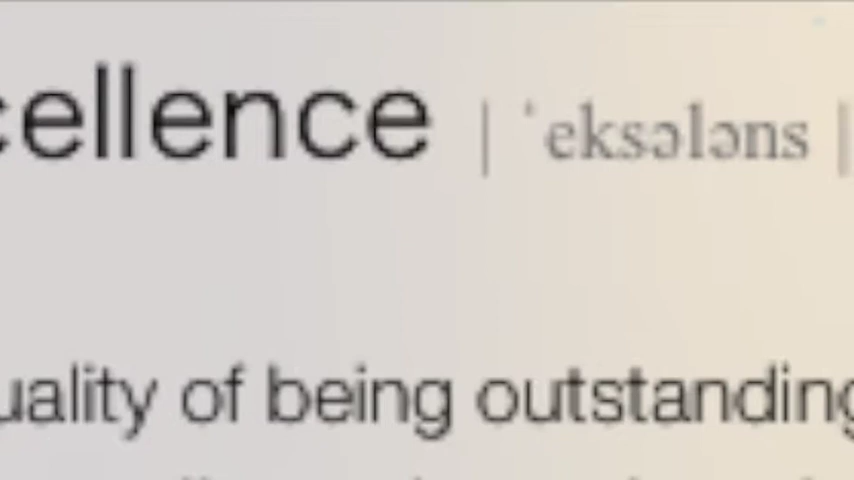 cellence | ˈeksələns |
uality of being outstanding